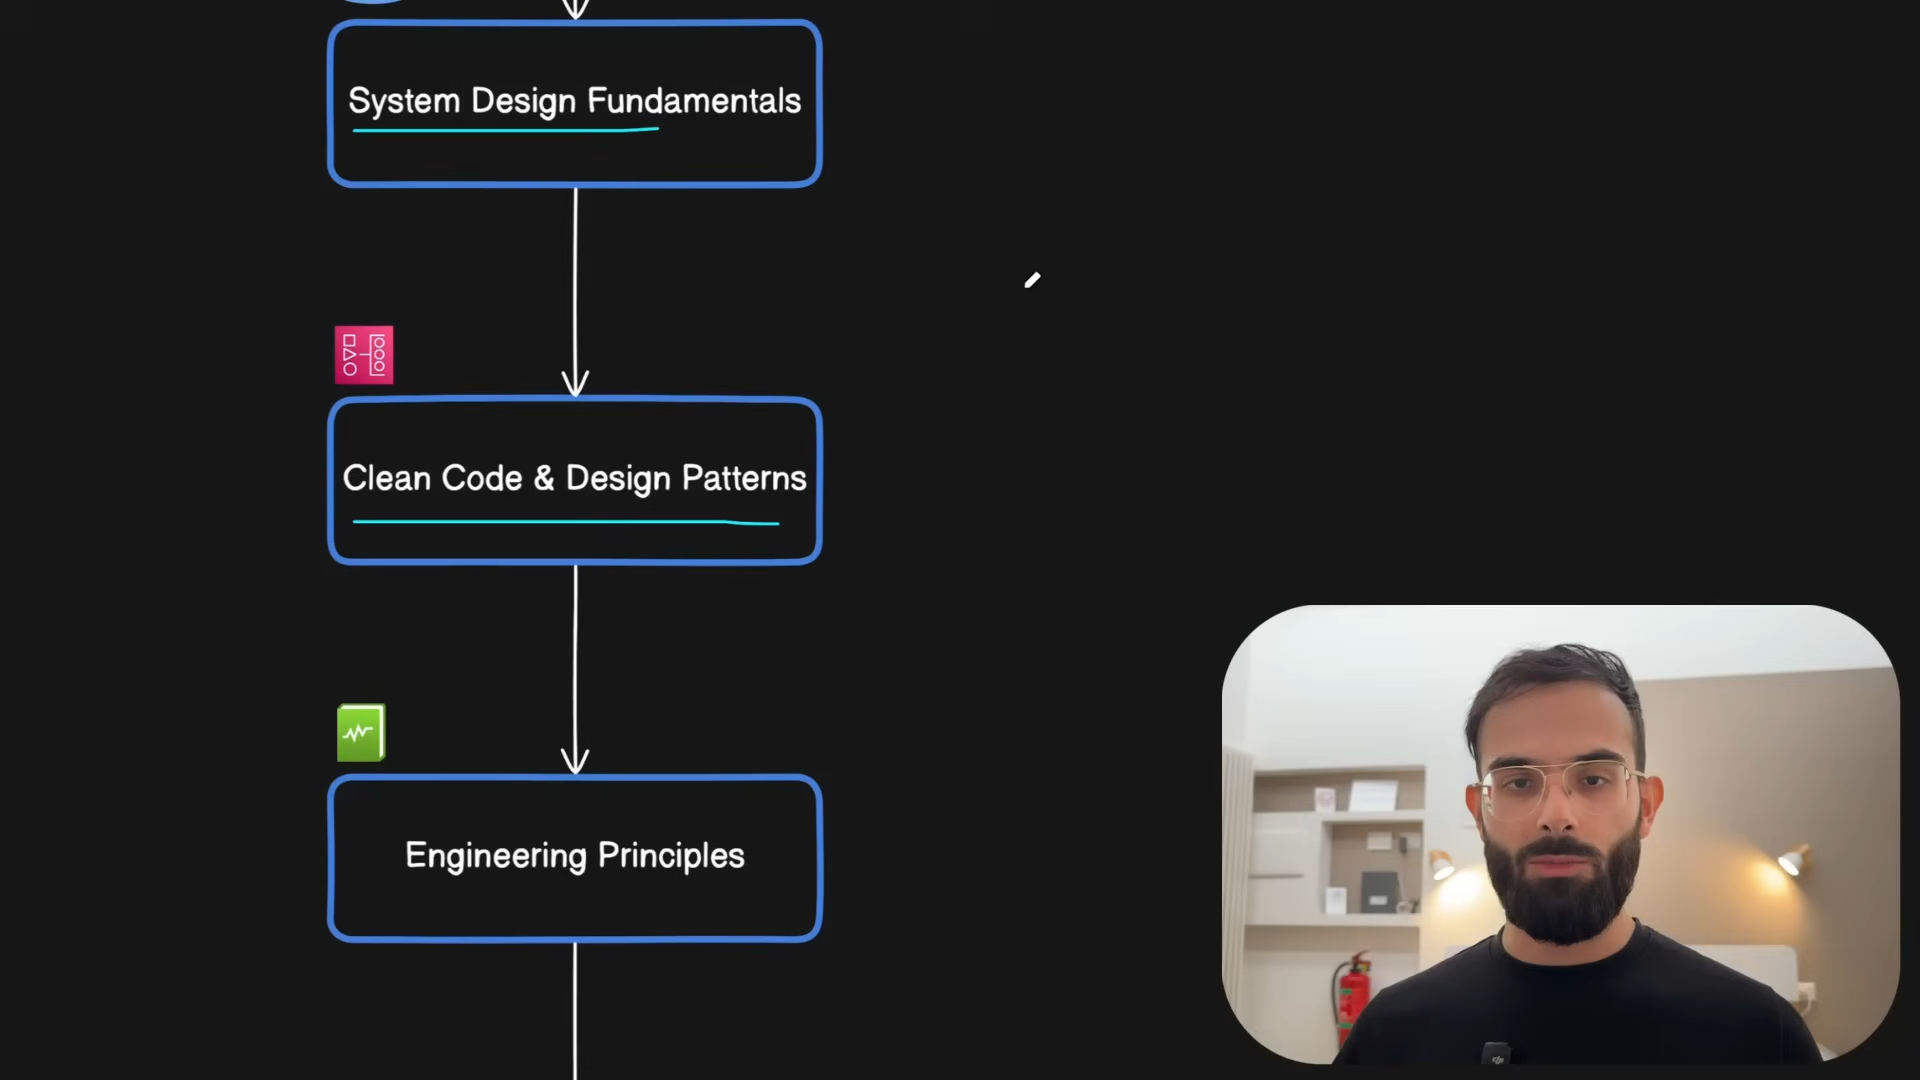 System Design Fundamentals
Clean Code & Design Patterns
Engineering Principles